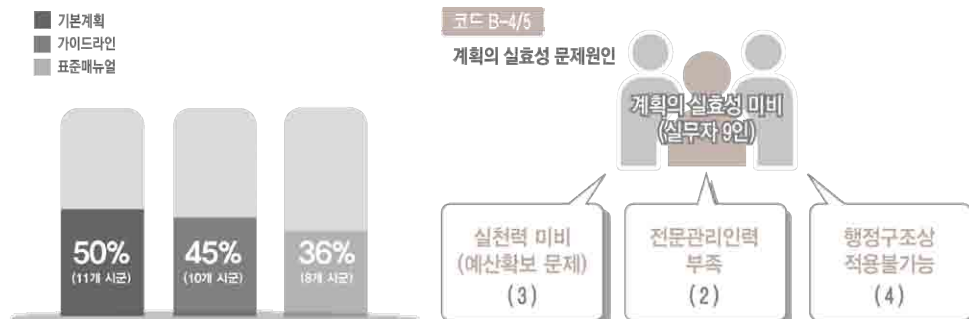 기본계획
가이드라인
표준매뉴얼
50%
(11개 시군)
45%
(10개 시군)
36%
(8개 시군)
코드 B-4/5
계획의 실효성 문제원인
계획의 실효성 미비
(실무자 9인)
실천력 미비
(예산확보 문제)
(3)
전문관리인력
부족
(2)
행정구조상
적용불가능
(4)